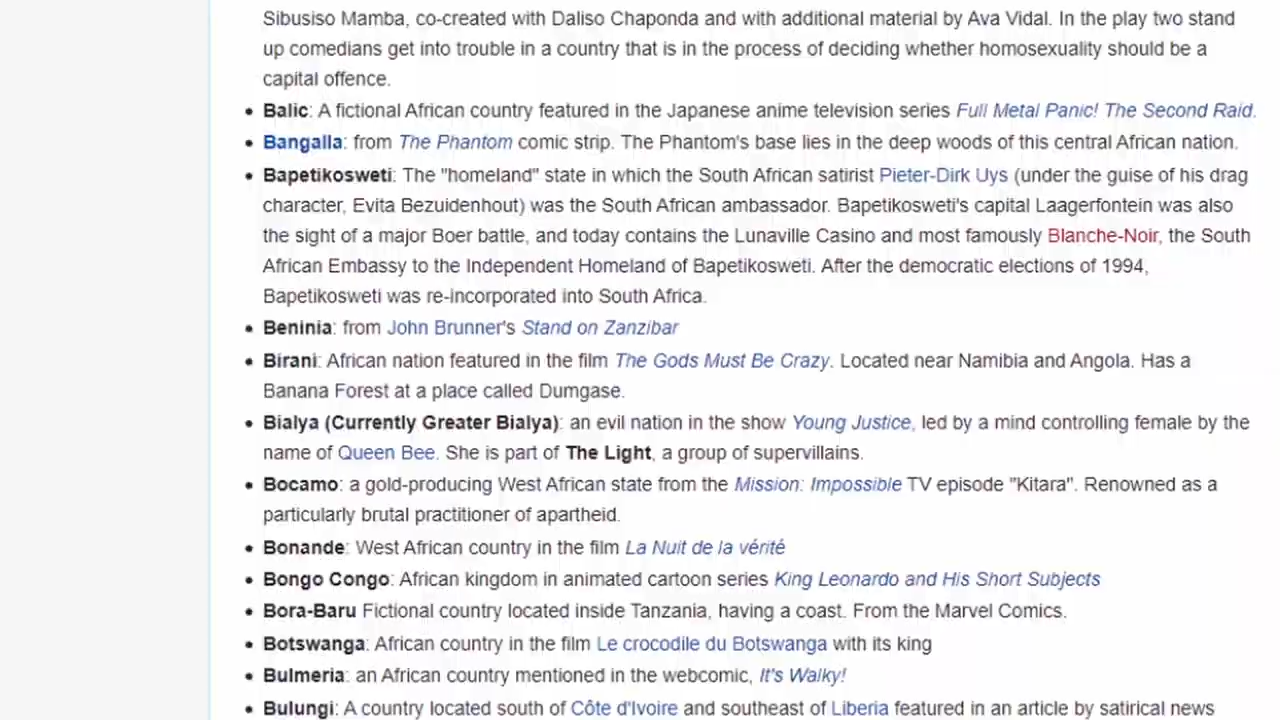 Sibusiso Mamba, co-created with Daliso Chaponda and with additional material by Ava Vidal. In the play two stand
up comedians get into trouble in a country that is in the process of deciding whether homosexuality should be a
capital offence.
• Balic: A fictional African country featured in the Japanese anime television series Full Metal Panic! The Second Raid.
• Bangalla: from The Phantom comic strip. The Phantom's base lies in the deep woods of this central African nation.
• Bapetikosweti: The "homeland" state in which the South African satirist Pieter-Dirk Uys (under the guise of his drag
character, Evita Bezuidenhout) was the South African ambassador. Bapetikosweti's capital Laagerfontein was also
the sight of a major Boer battle, and today contains the Lunaville Casino and most famously Blanche-Noir, the South
African Embassy to the Independent Homeland of Bapetikosweti. After the democratic elections of 1994,
Bapetikosweti was re-incorporated into South Africa.
• Beninia: from John Brunner's Stand on Zanzibar
• Birani: African nation featured in the film The Gods Must Be Crazy. Located near Namibia and Angola. Has a
Banana Forest at a place called Dumgase.
• Bialya (Currently Greater Bialya): an evil nation in the show Young Justice, led by a mind controlling female by the
name of Queen Bee. She is part of The Light, a group of supervillains.
• Bocamo: a gold-producing West African state from the Mission: Impossible TV episode "Kitara". Renowned as a
particularly brutal practitioner of apartheid.
• Bonande: West African country in the film La Nuit de la vérité
• Bongo Congo: African kingdom in animated cartoon series King Leonardo and His Short Subjects
• Bora-Baru Fictional country located inside Tanzania, having a coast. From the Marvel Comics.
• Botswanga: African country in the film Le crocodile du Botswanga with its king
• Bulmeria: an African country mentioned in the webcomic, It's Walky!
• Bulungi: A country located south of Côte d'Ivoire and southeast of Liberia featured in an article by satirical news